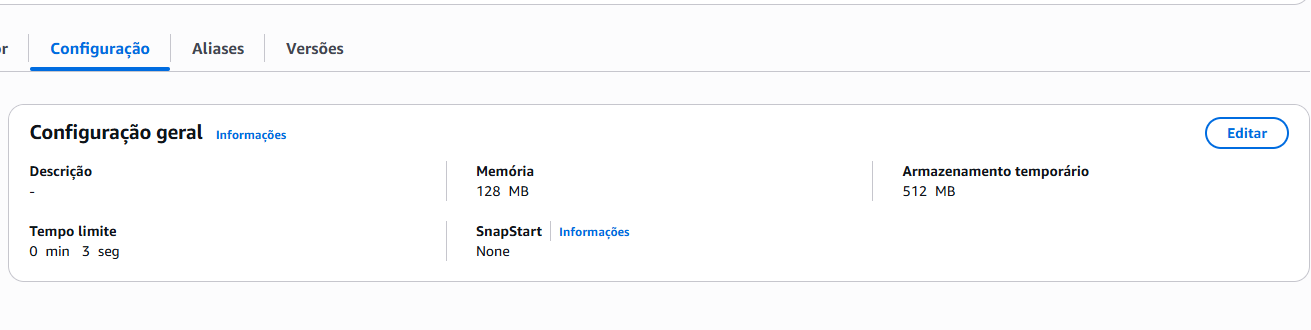 or Configuração Aliases Versões
Configuração geral Informações Editar
Descrição Memória Armazenamento temporário
- 128 MB 512 MB
Tempo limite SnapStart Informações
0 min 3 seg None